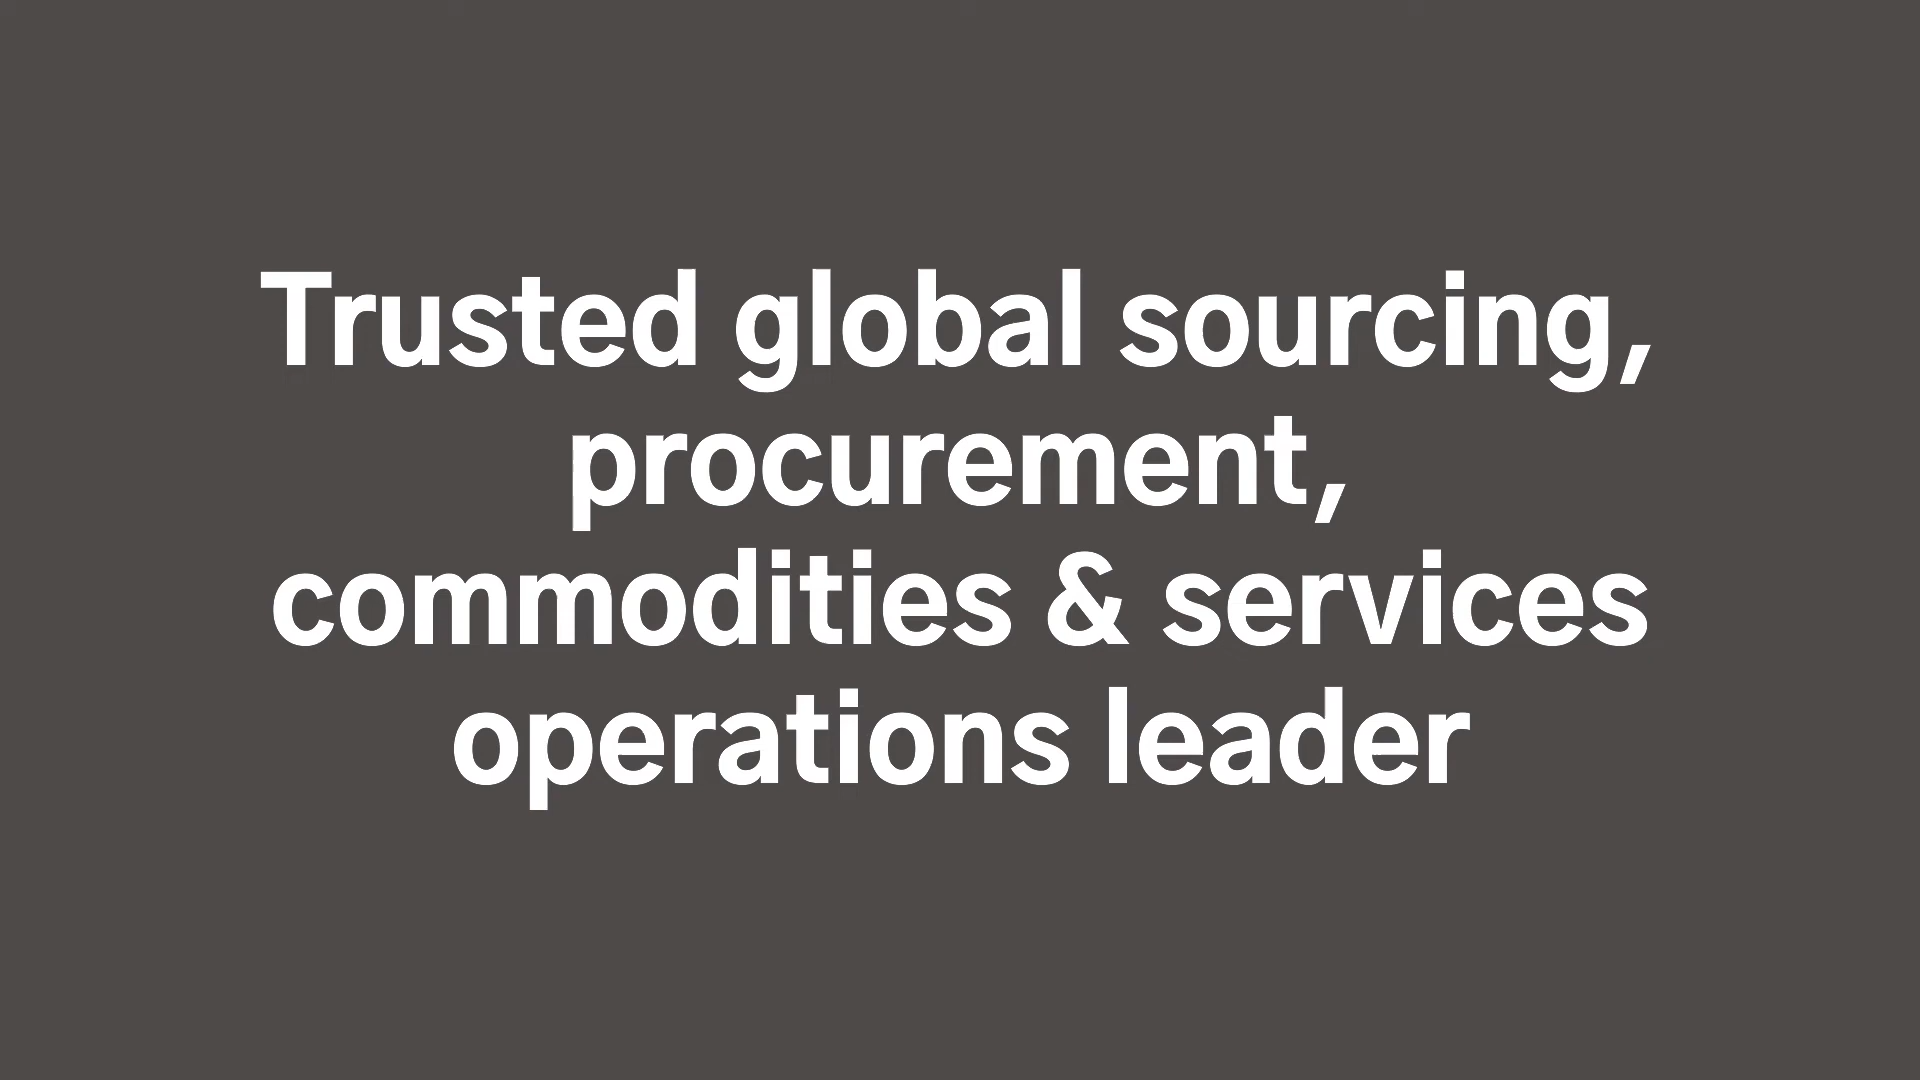 Trusted global sourcing,
procurement,
commodities & services
operations leader